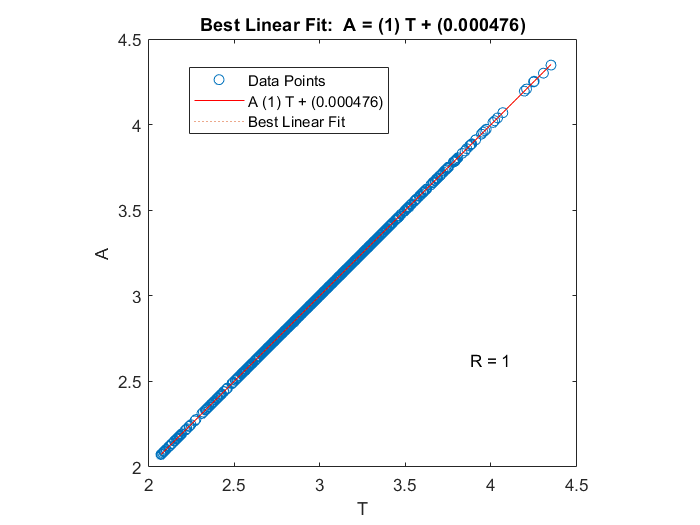 Best Linear Fit:  A = (1) T + (0.000476)
4.5
4
3.5
3
2.5
2
A
Data Points
A (1) T + (0.000476)
Best Linear Fit
R = 1
2 2.5 3 3.5 4 4.5
T